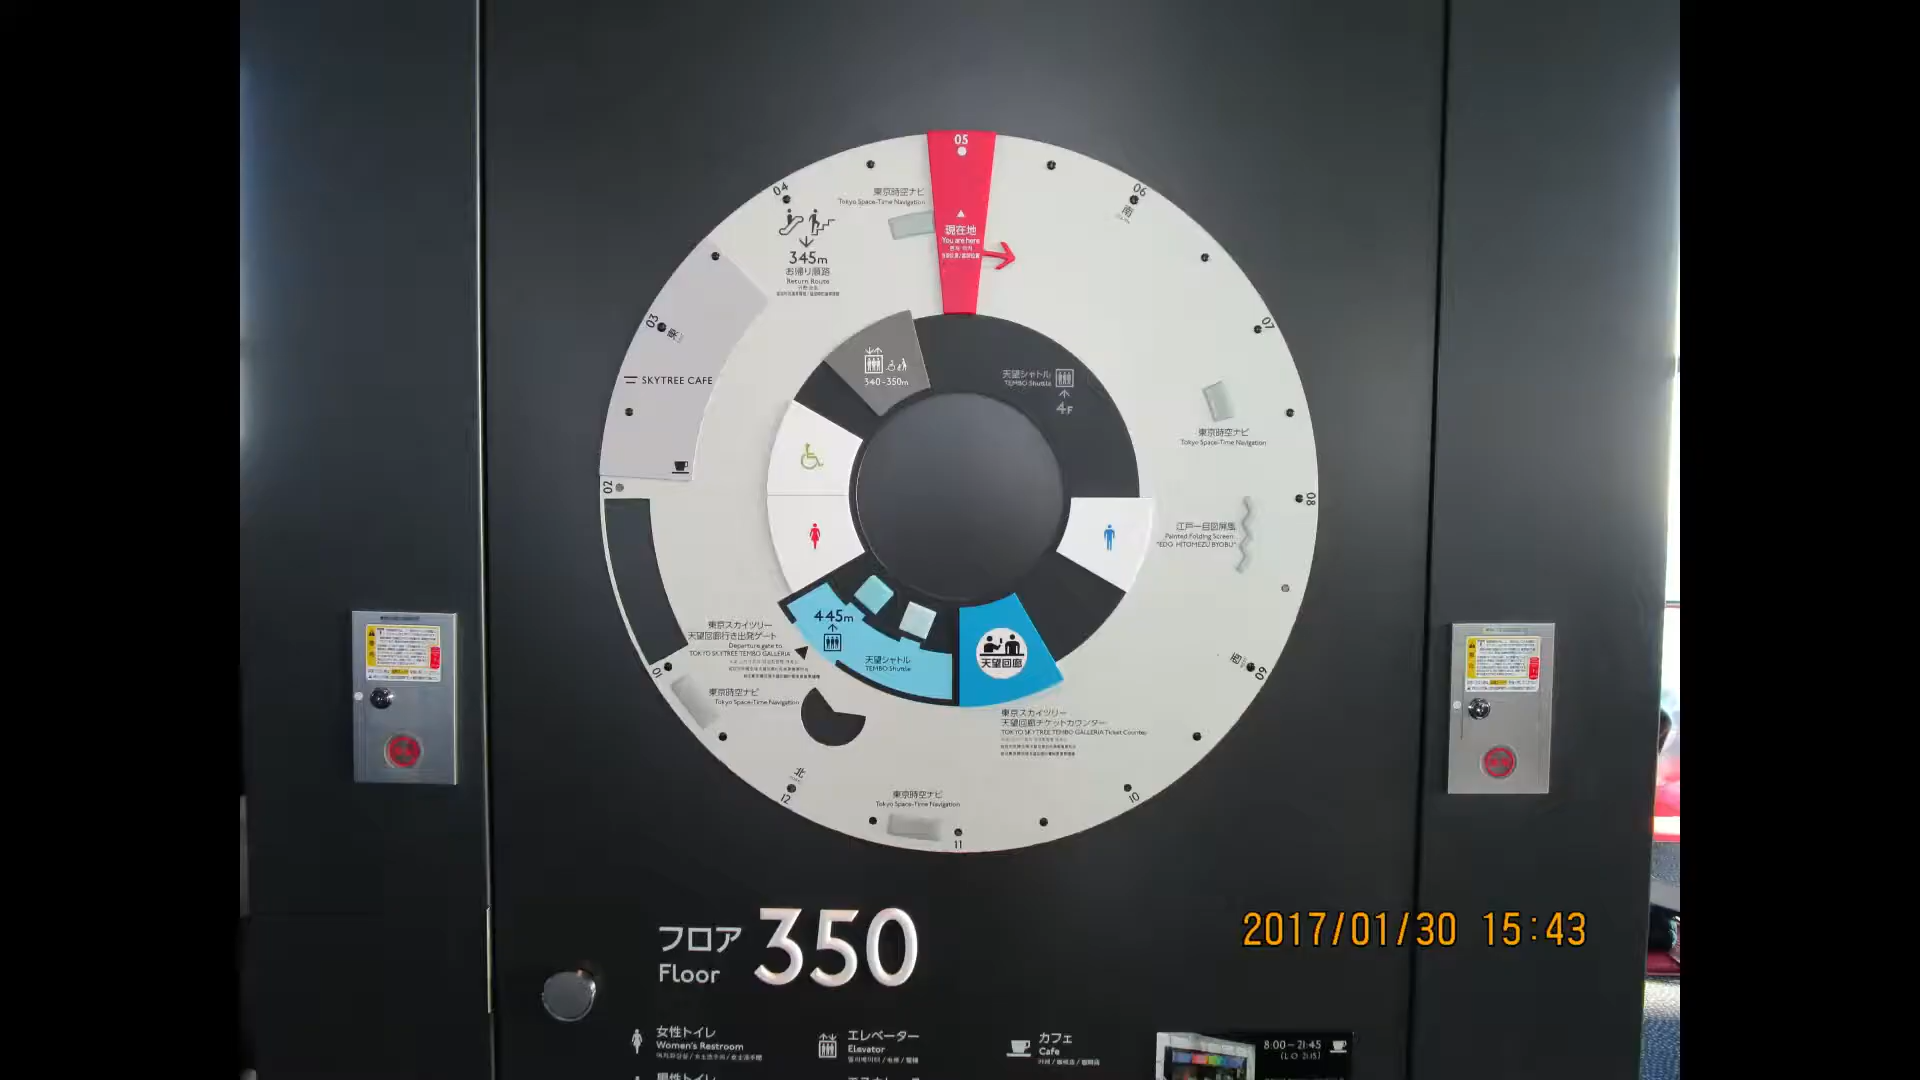 05
04
06
東京時空ナビ
Tokyo Space-Time Navigation
南
現在地
You are here
345m
お帰り順路
Return Route
03
東
07
SKYTREE CAFE
340-350m
天望シャトル
TEMBO Shuttle
4F
東京時空ナビ
Tokyo Space-Time Navigation
02
08
江戸一目図屏風
Painted Folding Screen
"EDO HITOMEZU BYOBU"
445m
天望シャトル
TEMBO Shuttle
天望回廊
東京スカイツリー
天望回廊行き出発ゲート
Departure gate to
TOKYO SKYTREE TEMBO GALLERIA
西
09
01
東京時空ナビ
Tokyo Space-Time Navigation
東京スカイツリー
天望回廊チケットカウンター
TOKYO SKYTREE TEMBO GALLERIA Ticket Counter
北
12
東京時空ナビ
Tokyo Space-Time Navigation
10
11
フロア
Floor
350
2017/01/30 15:43
女性トイレ
Women's Restroom
エレベーター
Elevator
カフェ
Cafe
8:00~21:45
(L.O 21:15)